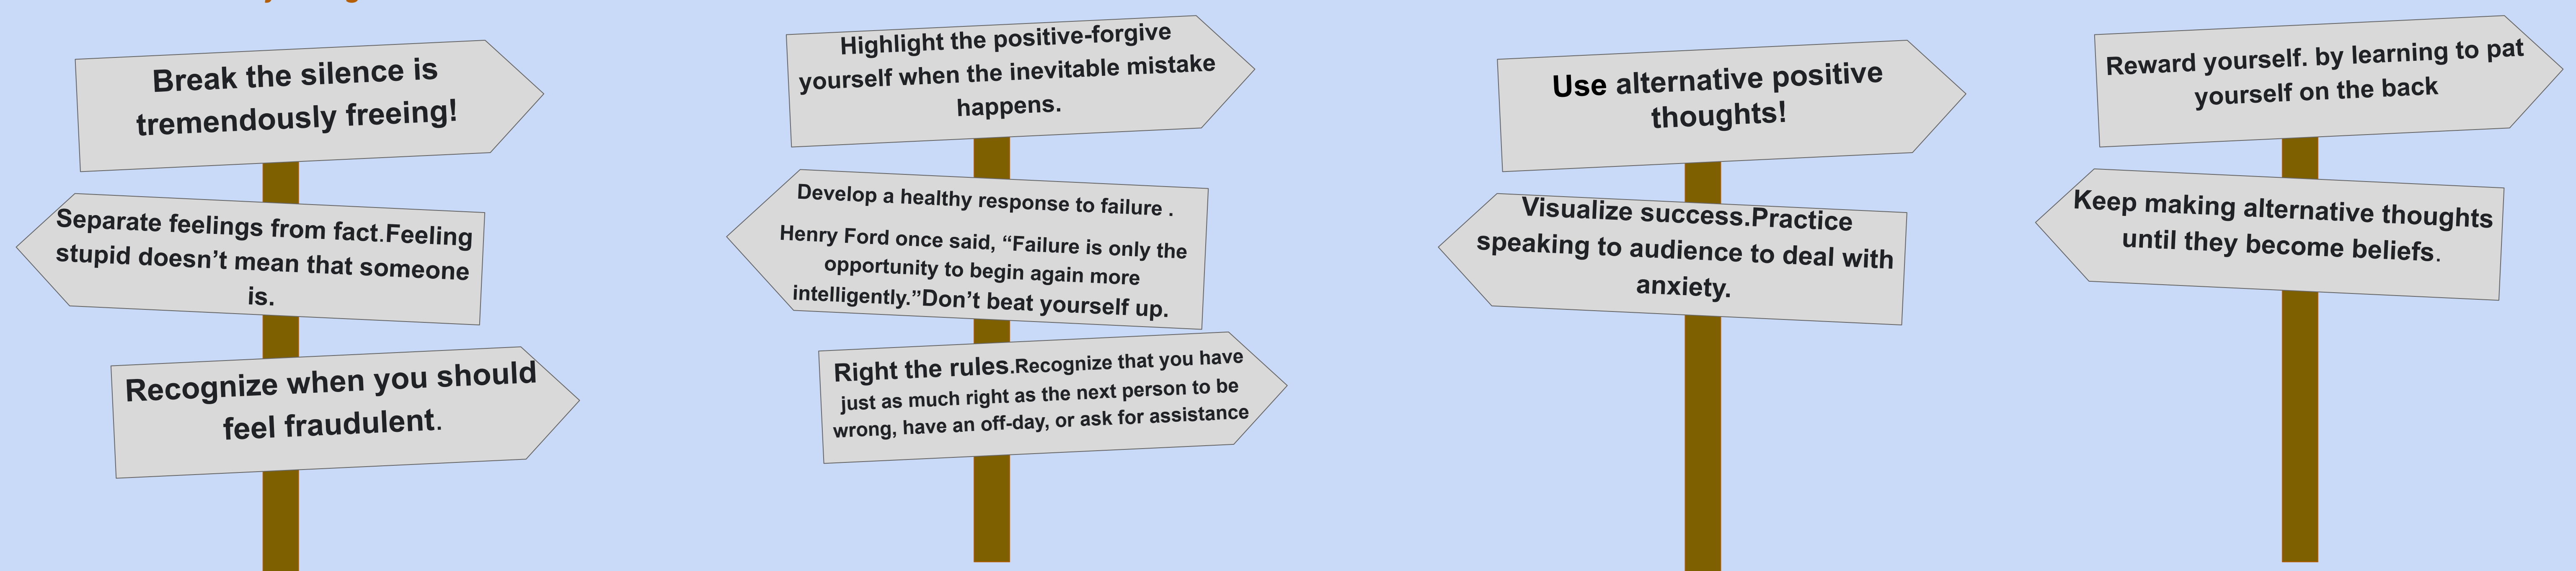 Break the silence is
tremendously freeing!
Separate feelings from fact.Feeling
stupid doesn’t mean that someone
is.
Recognize when you should
feel fraudulent.
Highlight the positive-forgive
yourself when the inevitable mistake
happens.
Develop a healthy response to failure .
Henry Ford once said, “Failure is only the
opportunity to begin again more
intelligently.”Don’t beat yourself up.
Right the rules.Recognize that you have
just as much right as the next person to be
wrong, have an off-day, or ask for assistance
Use alternative positive
thoughts!
Visualize success.Practice
speaking to audience to deal with
anxiety.
Reward yourself. by learning to pat
yourself on the back
Keep making alternative thoughts
until they become beliefs.